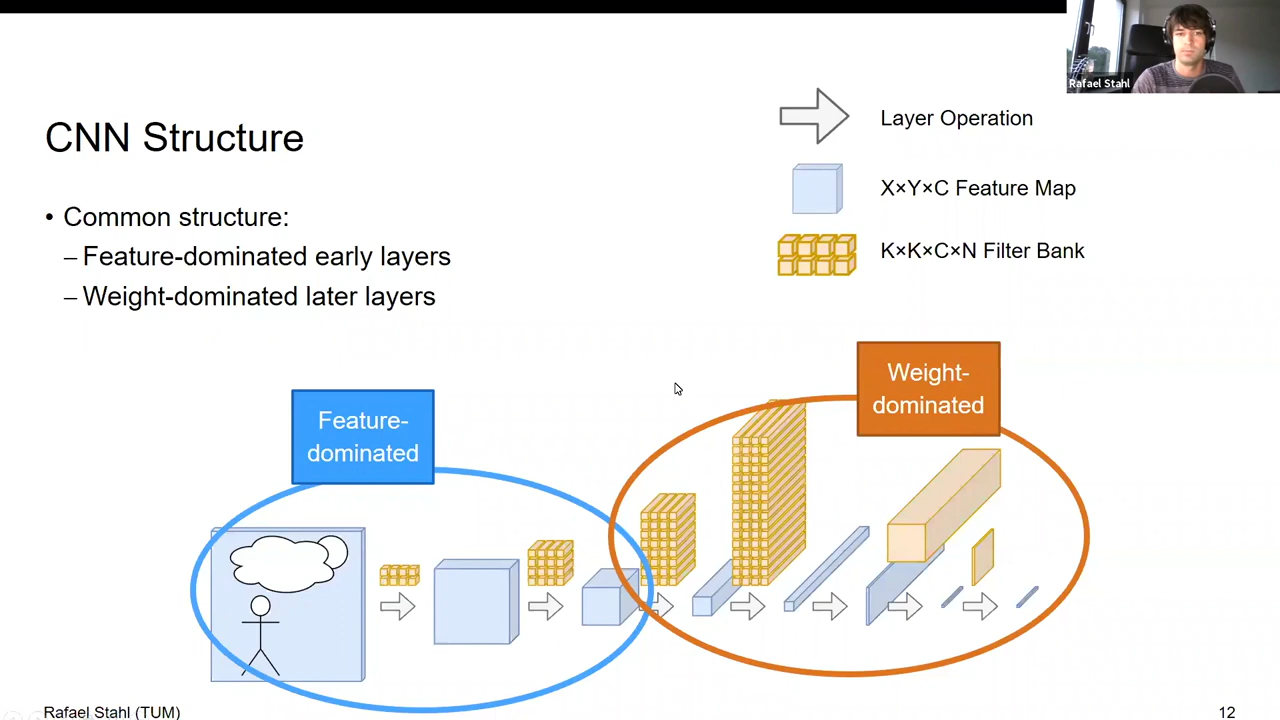 Rafael Stahl
CNN Structure
• Common structure:
– Feature-dominated early layers
– Weight-dominated later layers
Layer Operation
X×Y×C Feature Map
K×K×C×N Filter Bank
Feature-
dominated
Weight-
dominated
Rafael Stahl (TUM)
12